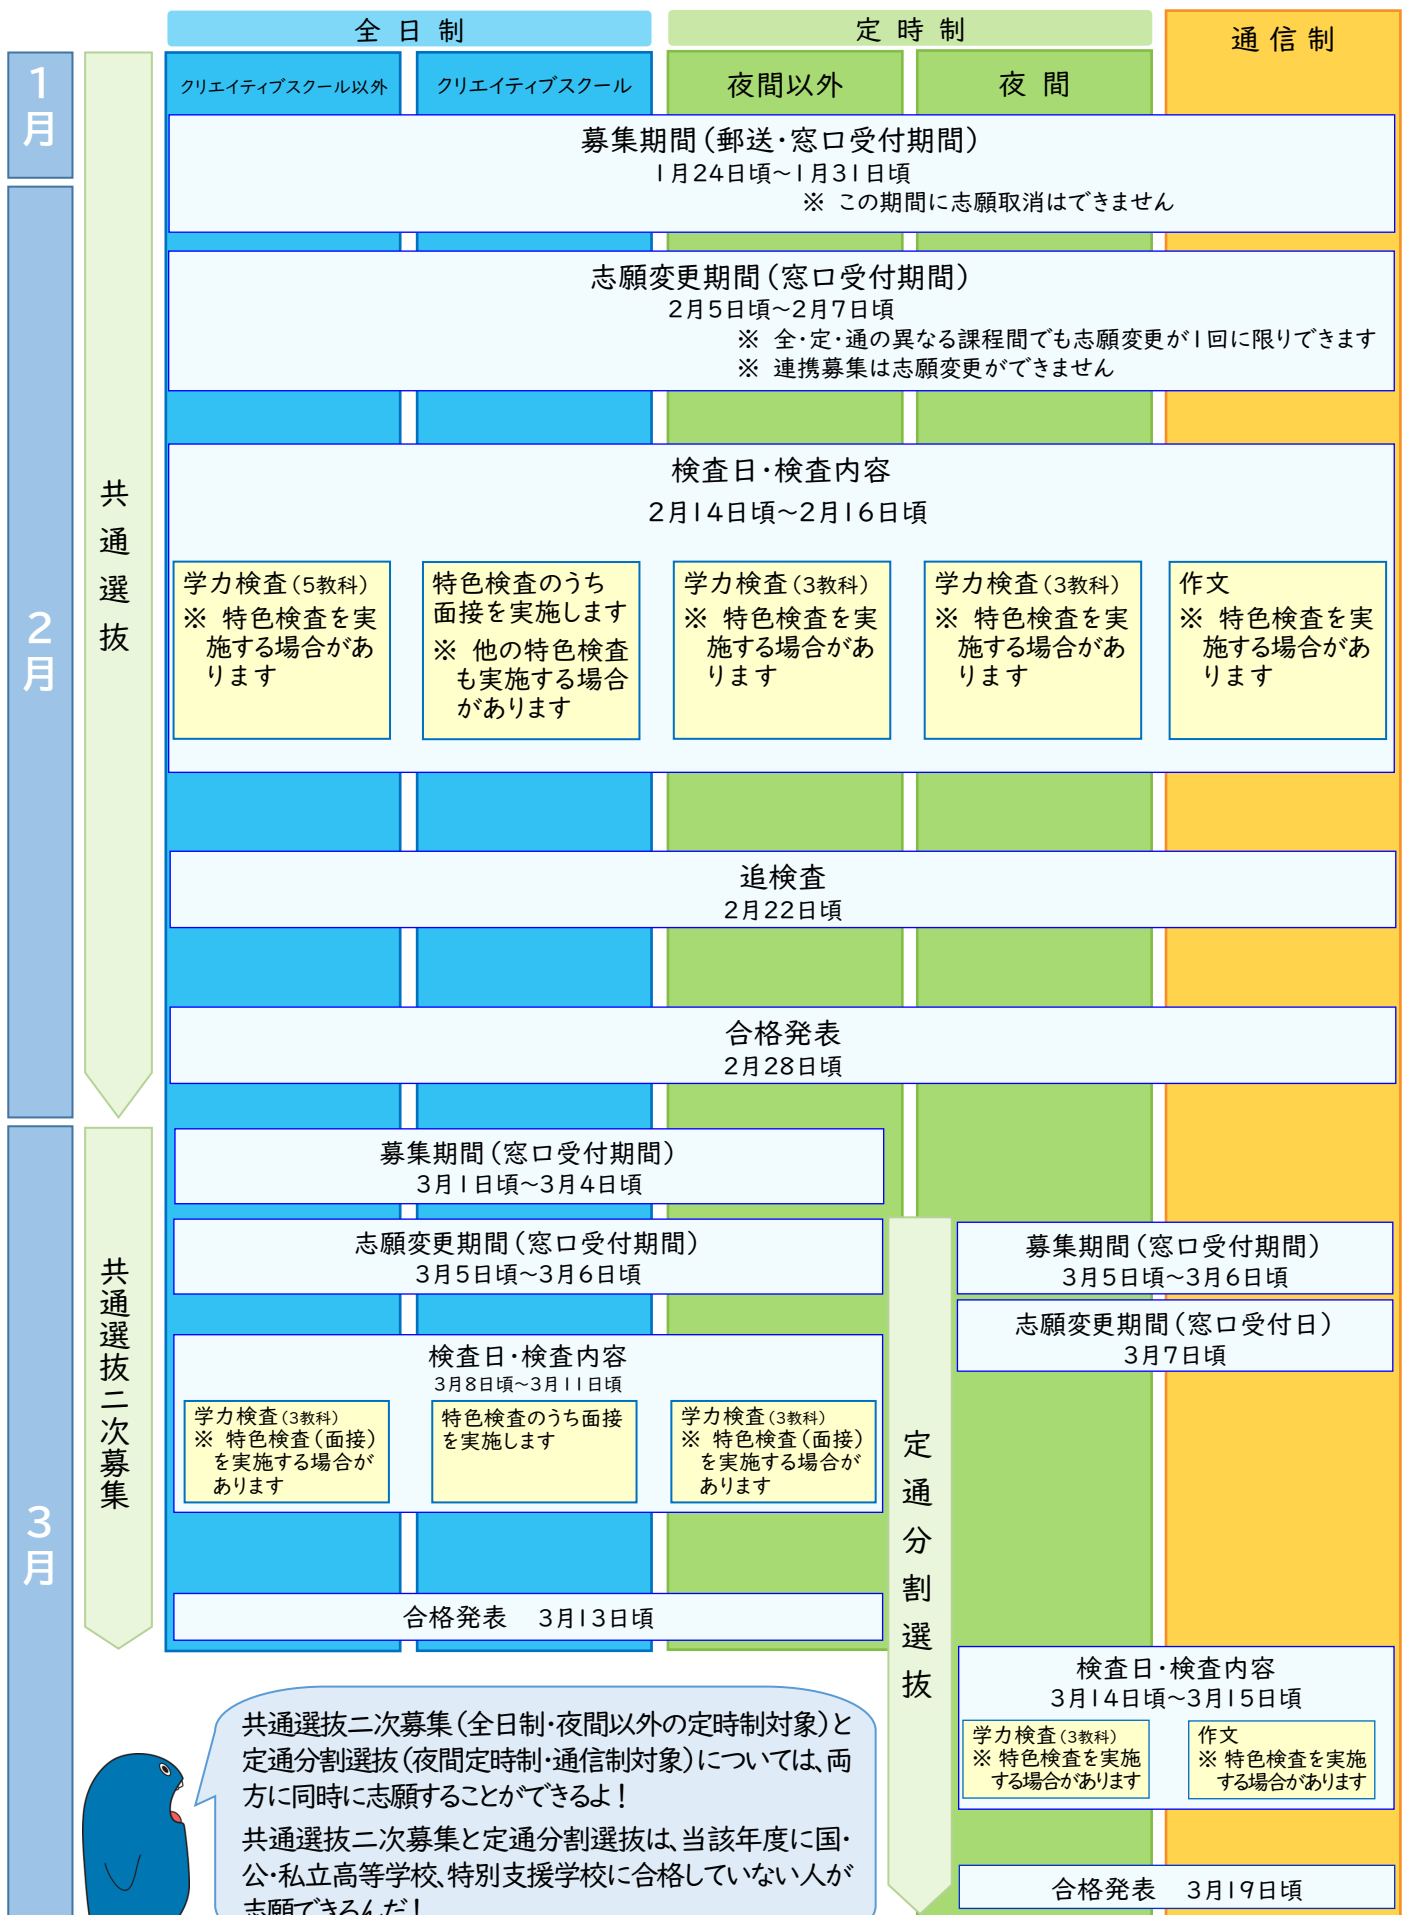 全日制
定時制
通信制
クリエイティブスクール以外
クリエイティブスクール
夜間以外
夜間
1月
2月
3月
共通選抜
募集期間（郵送・窓口受付期間）
1月24日頃～1月31日頃
※ この期間に志願取消はできません
志願変更期間（窓口受付期間）
2月5日頃～2月7日頃
※ 全・定・通の異なる課程間でも志願変更が1回に限りできます
※ 連携募集は志願変更ができません
検査日・検査内容
2月14日頃～2月16日頃
学力検査（5教科）
※ 特色検査を実
施する場合があ
ります
特色検査のうち
面接を実施します
※ 他の特色検査
も実施する場合
があります
学力検査（3教科）
※ 特色検査を実
施する場合があ
ります
学力検査（3教科）
※ 特色検査を実
施する場合があ
ります
作文
※ 特色検査を実
施する場合があ
ります
追検査
2月22日頃
合格発表
2月28日頃
共通選抜二次募集
募集期間（窓口受付期間）
3月1日頃～3月4日頃
志願変更期間（窓口受付期間）
3月5日頃～3月6日頃
検査日・検査内容
3月8日頃～3月11日頃
学力検査（3教科）
※ 特色検査（面接）
を実施する場合が
あります
特色検査のうち面接
を実施します
学力検査（3教科）
※ 特色検査（面接）
を実施する場合が
あります
合格発表 3月13日頃
定通分割選抜
募集期間（窓口受付期間）
3月5日頃～3月6日頃
志願変更期間（窓口受付日）
3月7日頃
検査日・検査内容
3月14日頃～3月15日頃
学力検査（3教科）
※ 特色検査を実施
する場合があります
作文
※ 特色検査を実施
する場合があります
合格発表 3月19日頃
共通選抜二次募集（全日制・夜間以外の定時制対象）と
定通分割選抜（夜間定時制・通信制対象）については、両
方に同時に志願することができるよ！
共通選抜二次募集と定通分割選抜は、当該年度に国・
公・私立高等学校、特別支援学校に合格していない人が
志願できるんだ！